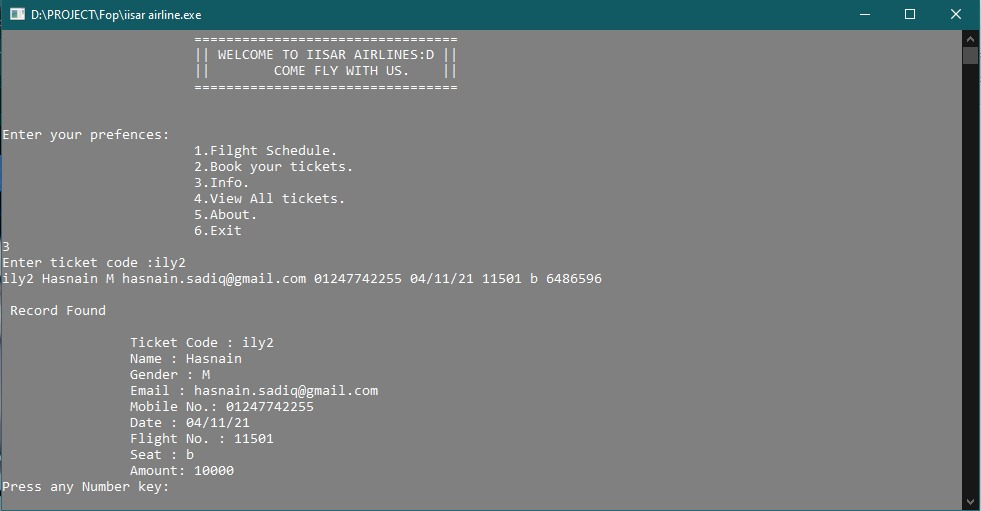 D:\PROJECT\Fop\iisar airline.exe
=================================
|| WELCOME TO IISAR AIRLINES:D ||
||        COME FLY WITH US.    ||
=================================
Enter your prefences:
1.Filght Schedule.
2.Book your tickets.
3.Info.
4.View All tickets.
5.About.
6.Exit
3
Enter ticket code :ily2
ily2 Hasnain M hasnain.sadiq@gmail.com 01247742255 04/11/21 11501 b 6486596
Record Found
Ticket Code : ily2
Name : Hasnain
Gender : M
Email : hasnain.sadiq@gmail.com
Mobile No.: 01247742255
Date : 04/11/21
Flight No. : 11501
Seat : b
Amount: 10000
Press any Number key: